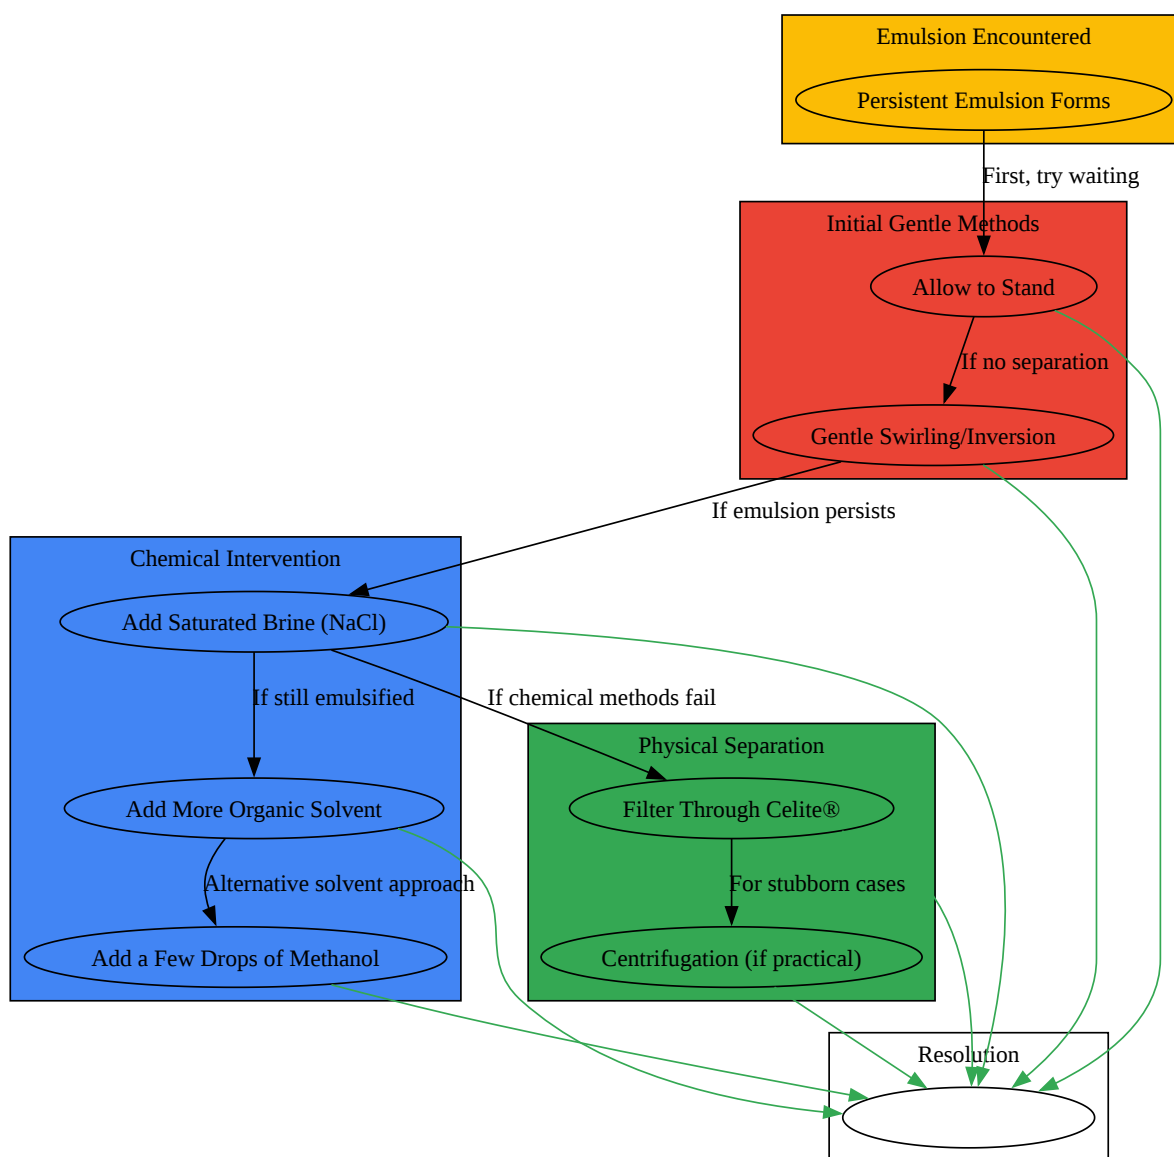 Emulsion Encountered
Persistent Emulsion Forms
First, try waiting
Initial Gentle Methods
Allow to Stand
If no separation
Gentle Swirling/Inversion
If emulsion persists
Chemical Intervention
Add Saturated Brine (NaCl)
If still emulsified
If chemical methods fail
Physical Separation
Add More Organic Solvent
Filter Through Celite®
Alternative solvent approach
For stubborn cases
Add a Few Drops of Methanol
Centrifugation (if practical)
Resolution